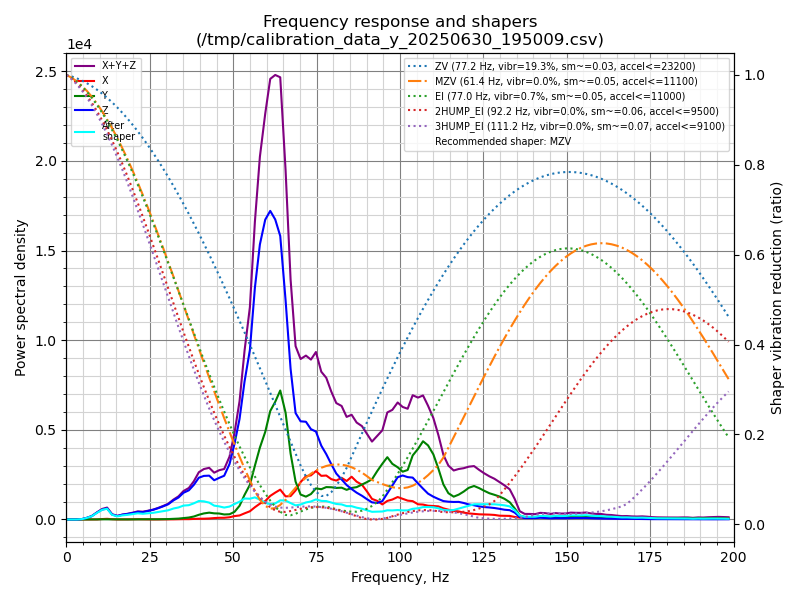 Frequency response and shapers
(/tmp/calibration_data_y_20250630_195009.csv)
1e4
X+Y+Z
X
Y
Z
After
shaper
ZV (77.2 Hz, vibr=19.3%, sm~=0.03, accel<=23200)
MZV (61.4 Hz, vibr=0.0%, sm~=0.05, accel<=11100)
EI (77.0 Hz, vibr=0.7%, sm~=0.05, accel<=11000)
2HUMP_EI (92.2 Hz, vibr=0.0%, sm~=0.06, accel<=9500)
3HUMP_EI (111.2 Hz, vibr=0.0%, sm~=0.07, accel<=9100)
Recommended shaper: MZV
2.5
2.0
1.5
1.0
0.5
0.0
Power spectral density
1.0
0.8
0.6
0.4
0.2
0.0
Shaper vibration reduction (ratio)
0 25 50 75 100 125 150 175 200
Frequency, Hz